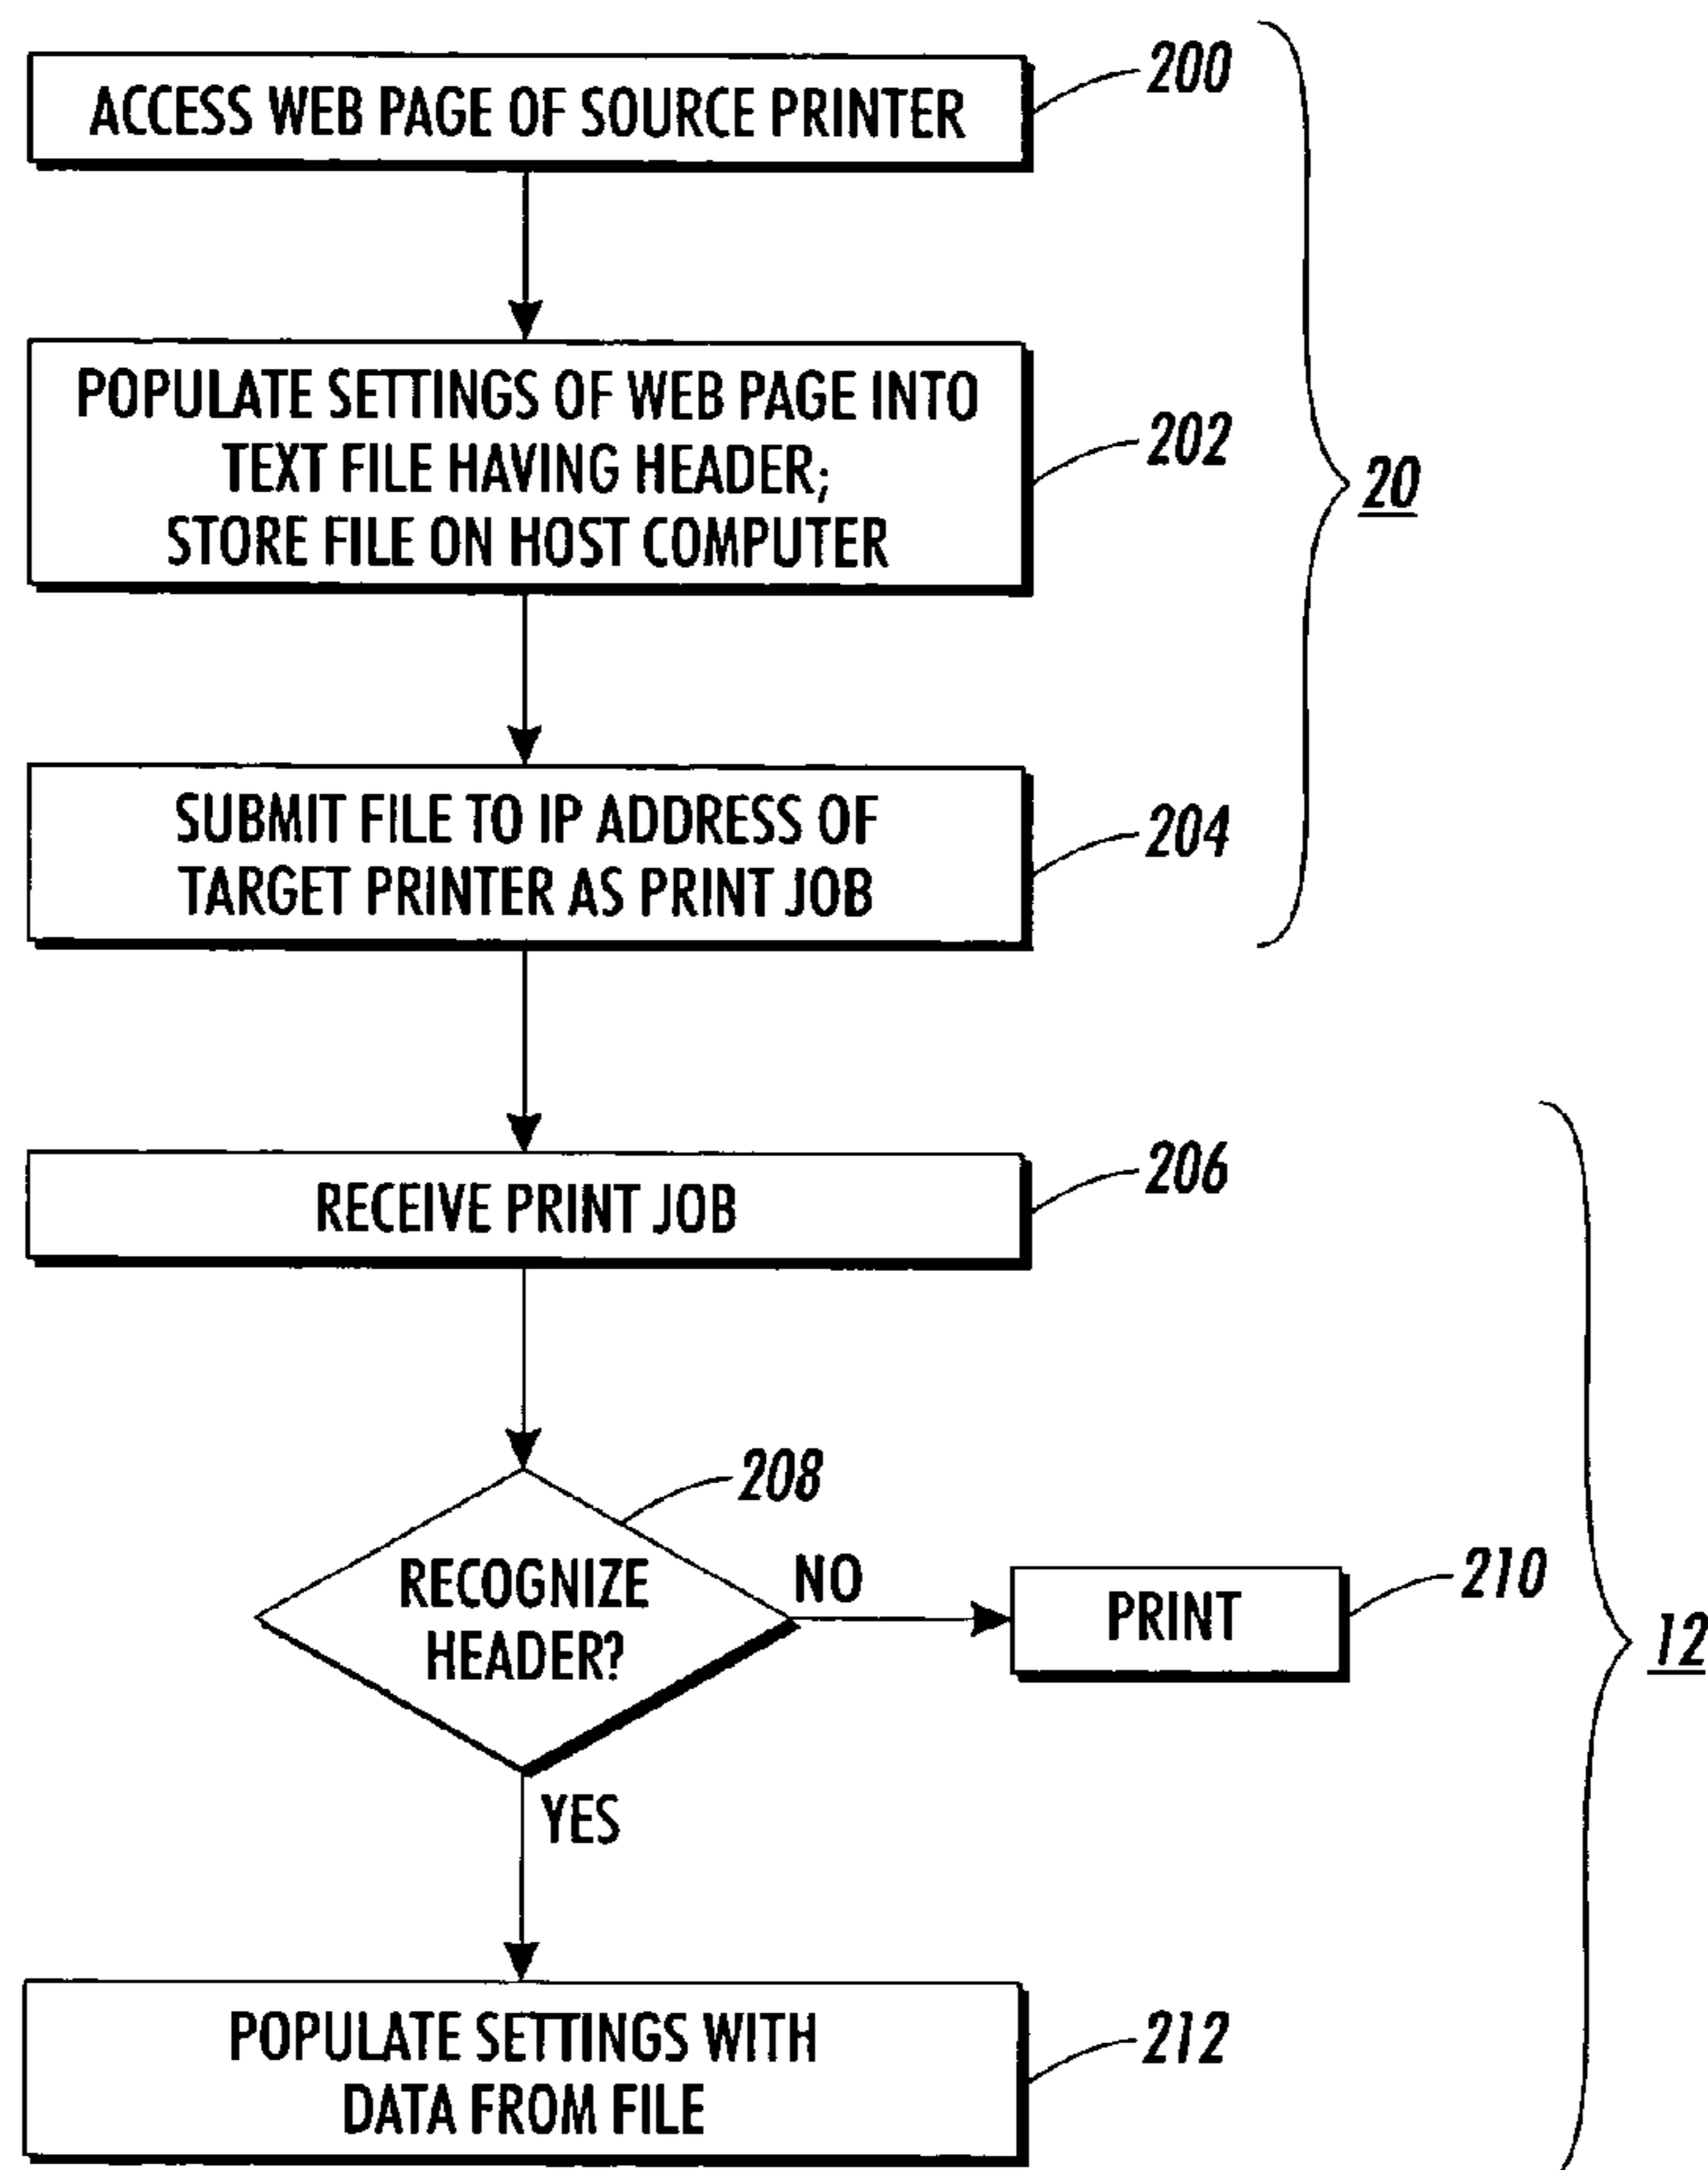 ACCESS WEB PAGE OF SOURCE PRINTER
200
POPULATE SETTINGS OF WEB PAGE INTO
TEXT FILE HAVING HEADER;
STORE FILE ON HOST COMPUTER
202
20
SUBMIT FILE TO IP ADDRESS OF
TARGET PRINTER AS PRINT JOB
204
RECEIVE PRINT JOB
206
208
RECOGNIZE
HEADER?
NO
PRINT
210
12
YES
POPULATE SETTINGS WITH
DATA FROM FILE
212